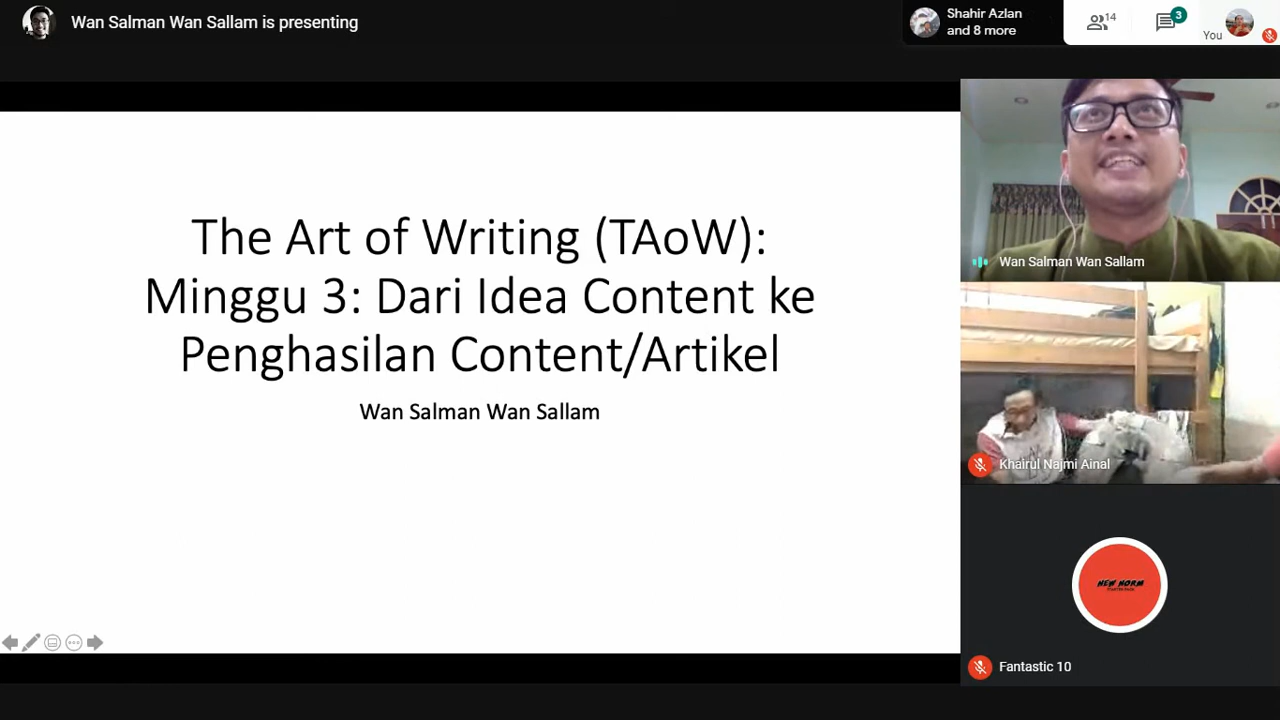 Wan Salman Wan Sallam is presenting
Shahir Azlan
and 8 more
14
3
You
The Art of Writing (TAoW):
Minggu 3: Dari Idea Content ke
Penghasilan Content/Artikel
Wan Salman Wan Sallam
Wan Salman Wan Sallam
Khairul Najmi Ainal
NEW NORM
Fantastic 10